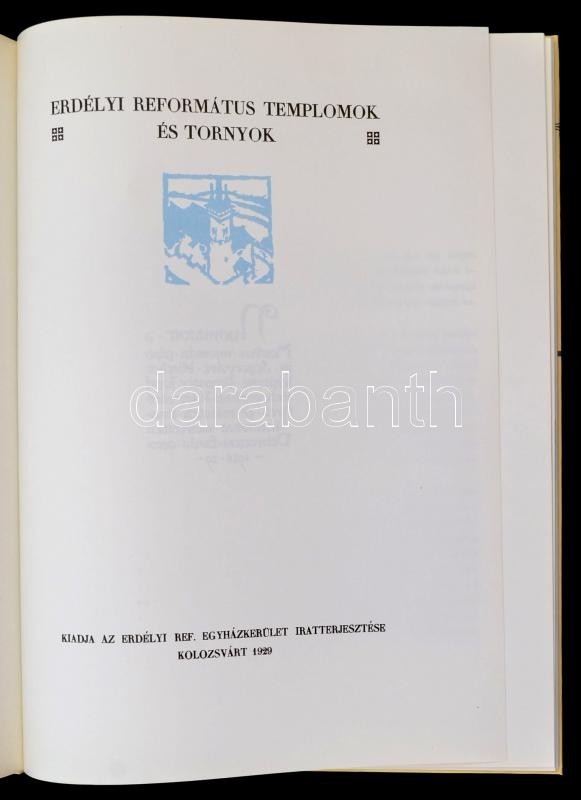 ERDÉLYI REFORMÁTUS TEMPLOMOK
ÉS TORNYOK
darabanth
KIADJA AZ ERDÉLYI REF. EGYHÁZKERÜLET IRATTERJESZTÉSE
KOLOZSVÁRT 1929